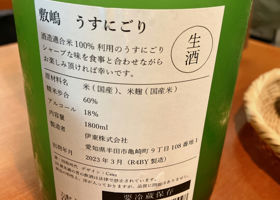 敷嶋 うすにごり
生酒
酒造適合米100%利用のうすにごり
シャープな味を食事と合わせながら
お楽しみ頂ければ幸いです。
原材料名 米(国産)、米麹(国産米)
精米歩合 60%
アルコール 18%
内容量 1800ml
製造者 伊東株式会社
愛知県半田市亀崎町9丁目108番地1
出荷年月 2023年3月(R4BY製造)
要冷蔵保存